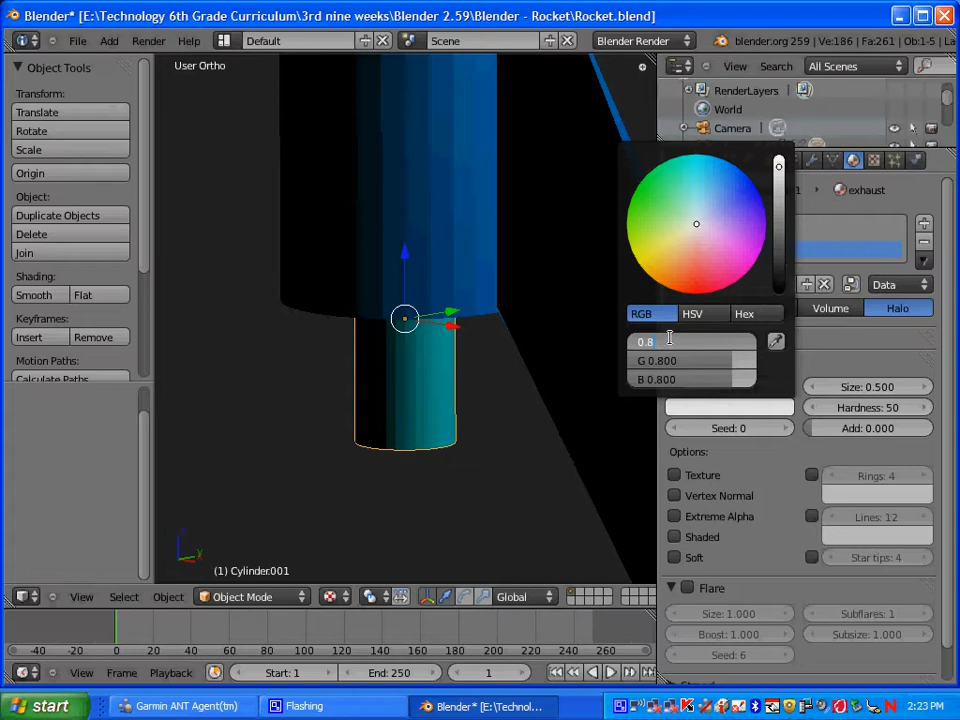 Blender* [E:\Technology 6th Grade Curriculum\3rd nine weeks\Blender 2.59\Blender - Rocket\Rocket.blend]
File Add Render Help Default Scene Blender Render blender.org 259 | Ve:186 | Fa:261 | Ob:1-5 | La
Object Tools
Transform:
Translate
Rotate
Scale
Origin
Object:
Duplicate Objects
Delete
Join
Shading:
Smooth Flat
Keyframes:
Insert Remove
Motion Paths:
Calculate Paths
User Ortho
(1) Cylinder.001
View Search All Scenes
RenderLayers
World
Camera
1 exhaust
Data
Volume Halo
RGB HSV Hex
0.8
G 0.800
B 0.800
Size: 0.500
Hardness: 50
Seed: 0 Add: 0.000
Options:
Texture Rings: 4
Vertex Normal
Extreme Alpha Lines: 12
Shaded
Soft Star tips: 4
Flare
Size: 1.000 Subflares: 1
Boost: 1.000 Subsize: 1.000
Seed: 6
View Select Object Object Mode Global
-40 -20 0 20 40 60 80 100 120 140 160 180 200 220 240 260
View Frame Playback Start: 1 End: 250 1
start Garmin ANT Agent(tm) Flashing Blender* [E:\Technol... 2:23 PM